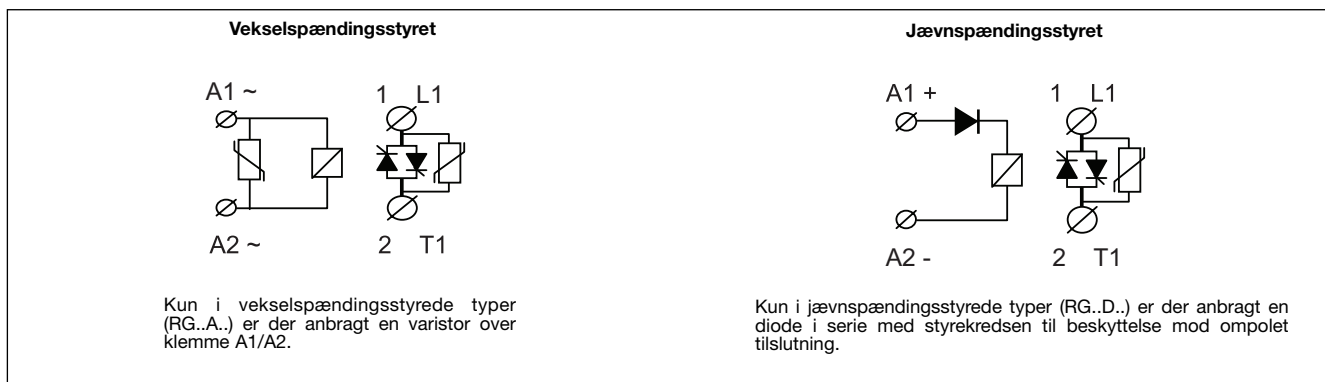 Vekselspændingsstyret
A1 ~
1 L1
A2 ~
2 T1
Kun i vekselspændingsstyrede typer
(RG..A..) er der anbragt en varistor over
klemme A1/A2.
Jævnspændingsstyret
A1 +
1 L1
A2 -
2 T1
Kun i jævnspændingsstyrede typer (RG..D..) er der anbragt en
diode i serie med styrekredsen til beskyttelse mod ompolet
tilslutning.